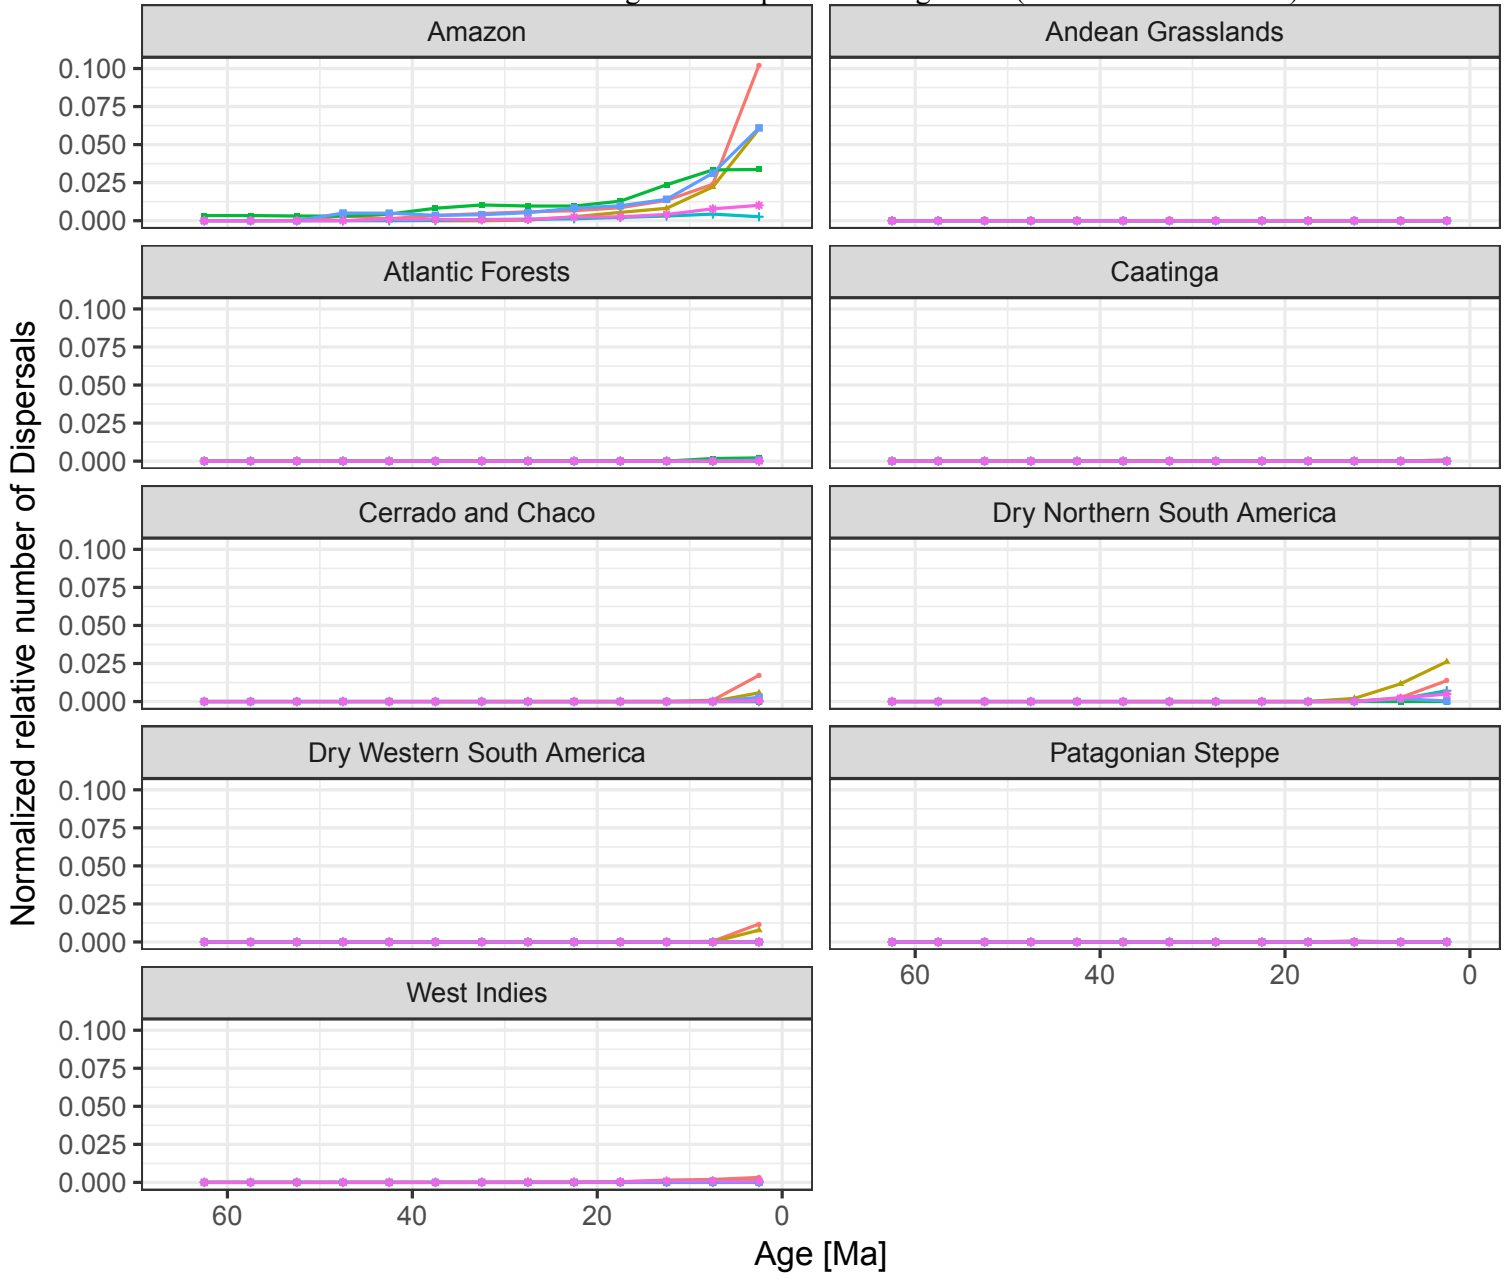 Amazon
Andean Grasslands
0.100
0.075
0.050
0.025
0.000
Atlantic Forests
Caatinga
0.100
0.075
0.050
0.025
0.000
Cerrado and Chaco
Dry Northern South America
0.100
0.075
0.050
0.025
0.000
Dry Western South America
Patagonian Steppe
0.100
0.075
0.050
0.025
0.000
60 40 20 0
West Indies
0.100
0.075
0.050
0.025
0.000
60 40 20 0
Normalized relative number of Dispersals
Age [Ma]